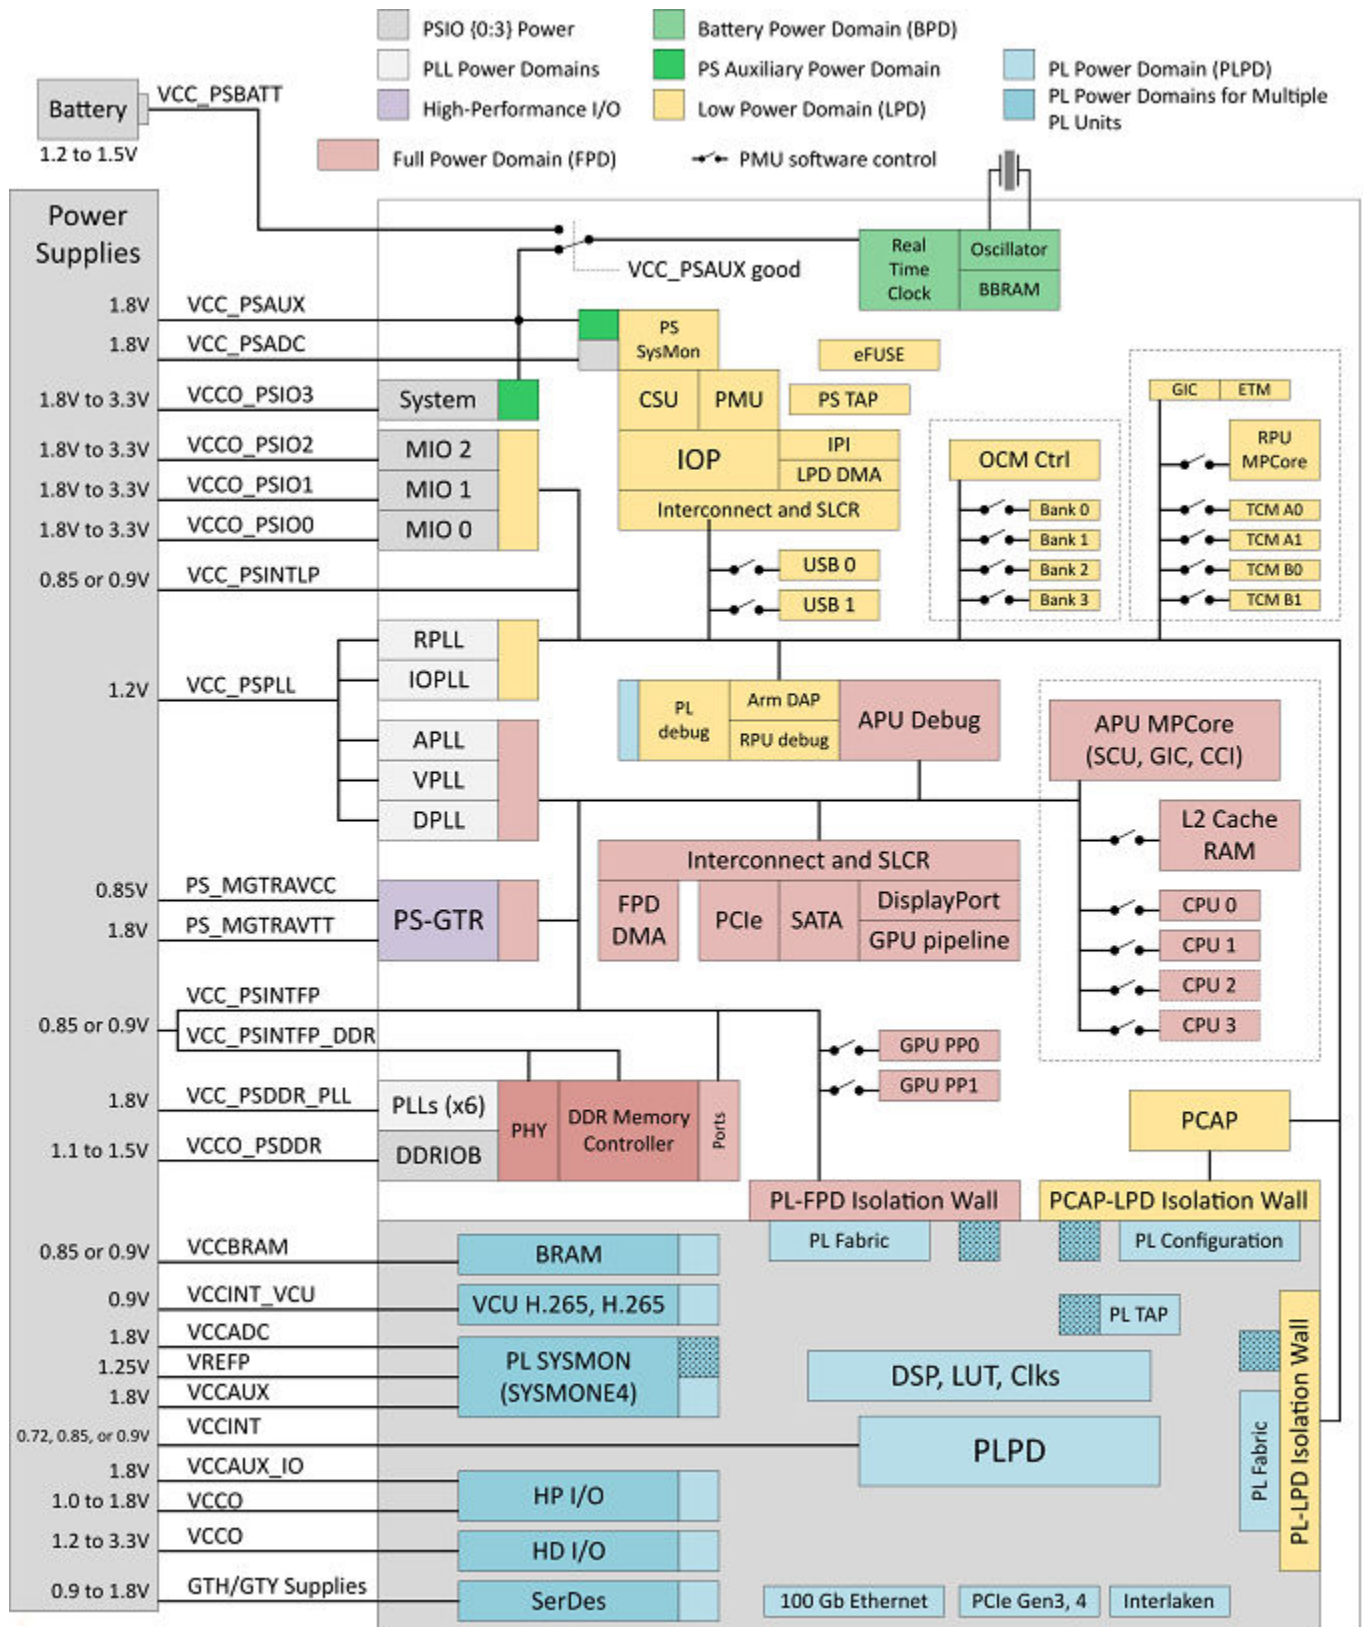 PSIO {0:3} Power
Battery Power Domain (BPD)
PLL Power Domains
PS Auxiliary Power Domain
PL Power Domain (PLPD)
High-Performance I/O
Low Power Domain (LPD)
PL Power Domains for Multiple
PL Units
Full Power Domain (FPD)
PMU software control
Battery
VCC_PSBATT
1.2 to 1.5V
Power
Supplies
Real
Time
Clock
Oscillator
BBRAM
VCC_PSAUX good
1.8V
VCC_PSAUX
1.8V
VCC_PSADC
PS
SysMon
eFUSE
1.8V to 3.3V
VCCO_PSIO3
System
CSU
PMU
PS TAP
GIC
ETM
1.8V to 3.3V
VCCO_PSIO2
MIO 2
IOP
IPI
LPD DMA
OCM Ctrl
RPU
MPCore
1.8V to 3.3V
VCCO_PSIO1
MIO 1
1.8V to 3.3V
VCCO_PSIO0
MIO 0
Interconnect and SLCR
Bank 0
Bank 1
Bank 2
Bank 3
TCM A0
TCM A1
TCM B0
TCM B1
0.85 or 0.9V
VCC_PSINTLP
USB 0
USB 1
1.2V
VCC_PSPLL
RPLL
IOPLL
APLL
VPLL
DPLL
PL
debug
Arm DAP
RPU debug
APU Debug
APU MPCore
(SCU, GIC, CCI)
L2 Cache
RAM
CPU 0
CPU 1
CPU 2
CPU 3
Interconnect and SLCR
FPD
DMA
PCIe
SATA
DisplayPort
GPU pipeline
0.85V
PS_MGTRAVCC
1.8V
PS_MGTRAVTT
PS-GTR
0.85 or 0.9V
VCC_PSINTFP
VCC_PSINTFP_DDR
GPU PP0
GPU PP1
1.8V
VCC_PSDDR_PLL
PLLs (x6)
1.1 to 1.5V
VCCO_PSDDR
DDRIOB
PHY
DDR Memory
Controller
Ports
PCAP
PL-FPD Isolation Wall
PCAP-LPD Isolation Wall
PL Fabric
PL Configuration
0.85 or 0.9V
VCCBRAM
BRAM
0.9V
VCCINT_VCU
VCU H.265, H.265
PL TAP
1.8V
VCCADC
1.25V
VREFP
1.8V
VCCAUX
PL SYSMON
(SYSMONE4)
DSP, LUT, Clks
0.72, 0.85, or 0.9V
VCCINT
PLPD
PL Fabric
PL-LPD Isolation Wall
1.8V
VCCAUX_IO
1.0 to 1.8V
VCCO
HP I/O
1.2 to 3.3V
VCCO
HD I/O
0.9 to 1.8V
GTH/GTY Supplies
SerDes
100 Gb Ethernet
PCIe Gen3, 4
Interlaken